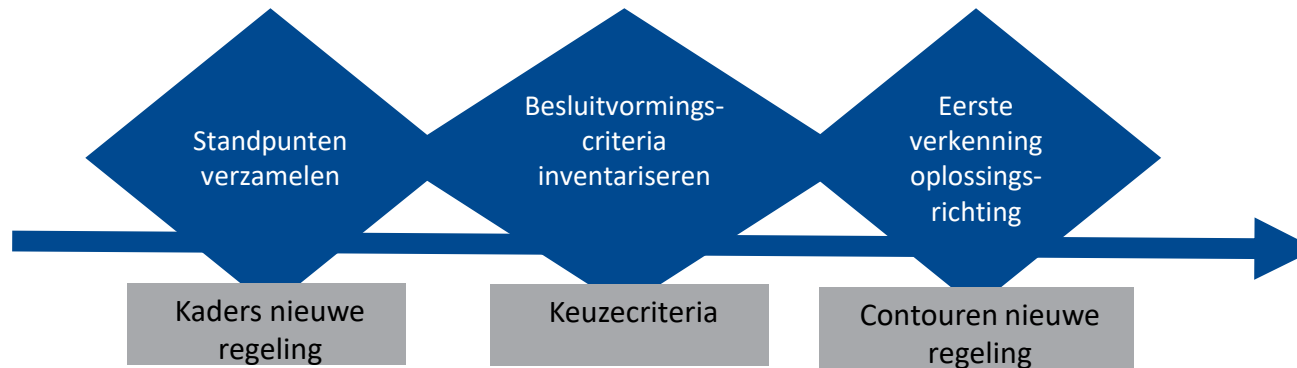 Standpunten
verzamelen
Besluitvormings-
criteria
inventariseren
Eerste
verkenning
oplossings-
richting
Kaders nieuwe
regeling
Keuzecriteria
Contouren nieuwe
regeling